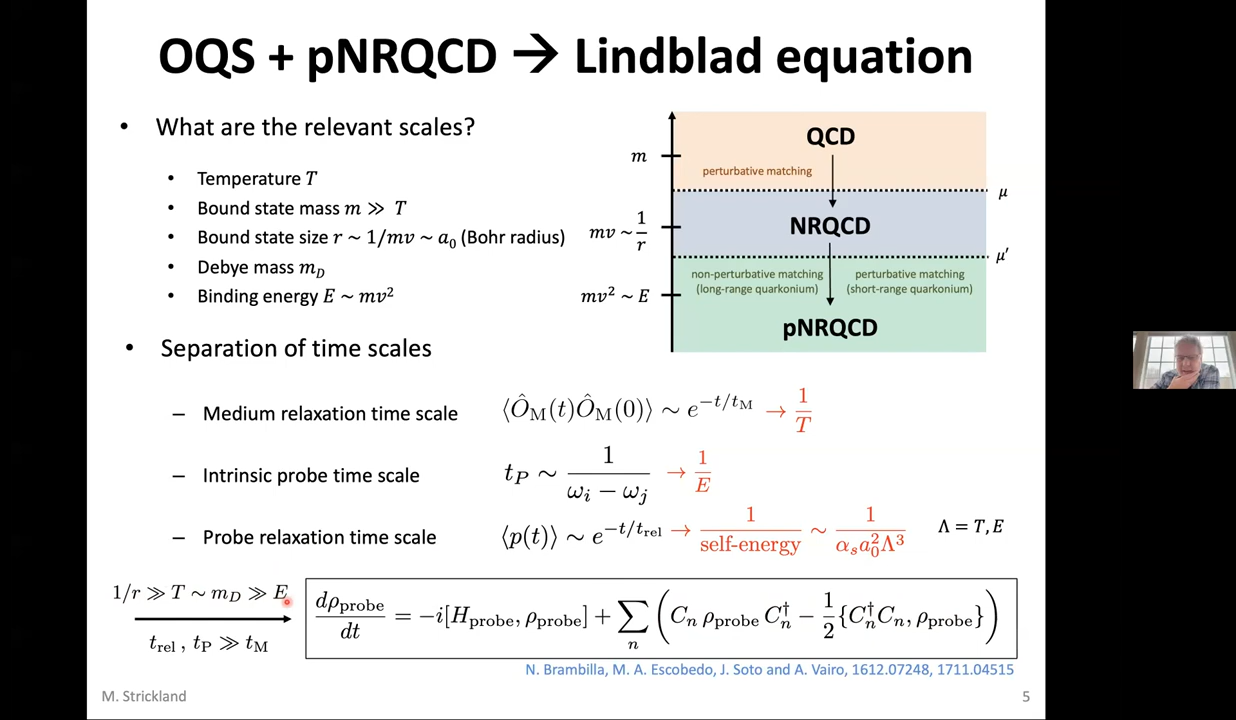 OQS + pNRQCD → Lindblad equation
• What are the relevant scales?
• Temperature T
• Bound state mass m ≫ T
• Bound state size r ~ 1/mv ~ a₀ (Bohr radius)
• Debye mass m_D
• Binding energy E ~ mv²
QCD
m
perturbative matching
μ
mv ~ 1/r
NRQCD
μ′
non-perturbative matching
(long-range quarkonium)
perturbative matching
(short-range quarkonium)
mv² ~ E
pNRQCD
• Separation of time scales
– Medium relaxation time scale ⟨Ô_M(t)Ô_M(0)⟩ ~ e^{−t/t_M} → 1/T
– Intrinsic probe time scale t_P ~ 1/(ω_i − ω_j) → 1/E
– Probe relaxation time scale ⟨p(t)⟩ ~ e^{−t/t_rel} → 1/self-energy ~ 1/(α_s a₀² Λ³) Λ = T, E
1/r ≫ T ~ m_D ≫ E
t_rel , t_P ≫ t_M
dρ_probe/dt = −i[H_probe, ρ_probe] + ∑_n (C_n ρ_probe C_n† − 1/2 {C_n† C_n, ρ_probe})
N. Brambilla, M. A. Escobedo, J. Soto and A. Vairo, 1612.07248, 1711.04515
M. Strickland
5